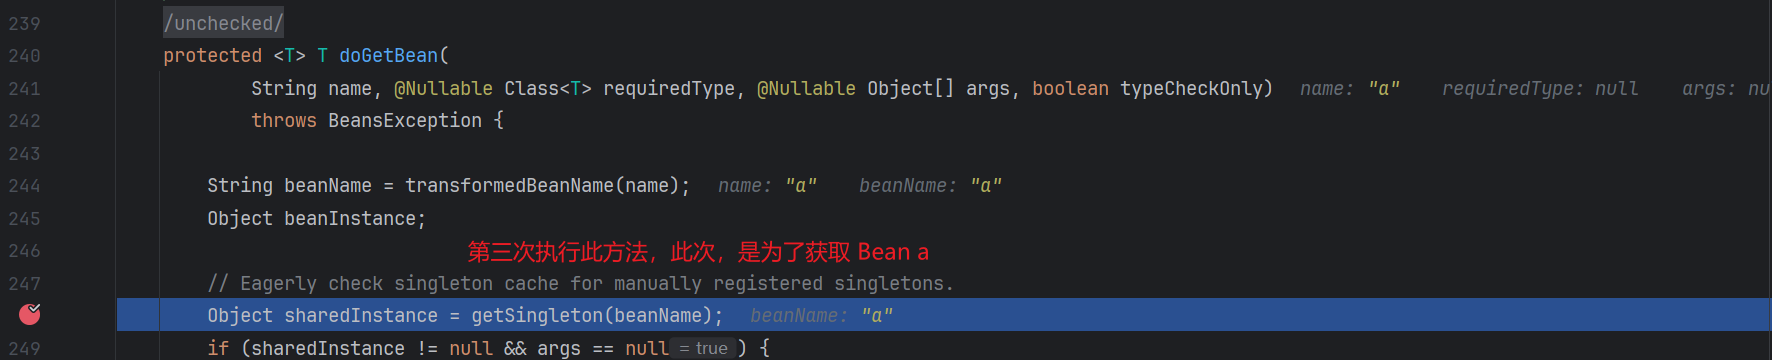 239 /unchecked/
240 protected <T> T doGetBean(
241 String name, @Nullable Class<T> requiredType, @Nullable Object[] args, boolean typeCheckOnly) name: "a" requiredType: null args: nu
242 throws BeansException {
243
244 String beanName = transformedBeanName(name); name: "a" beanName: "a"
245 Object beanInstance;
246 第三次执行此方法，此次，是为了获取 Bean a
247 // Eagerly check singleton cache for manually registered singletons.
Object sharedInstance = getSingleton(beanName); beanName: "a"
249 if (sharedInstance != null && args == null = true ) {